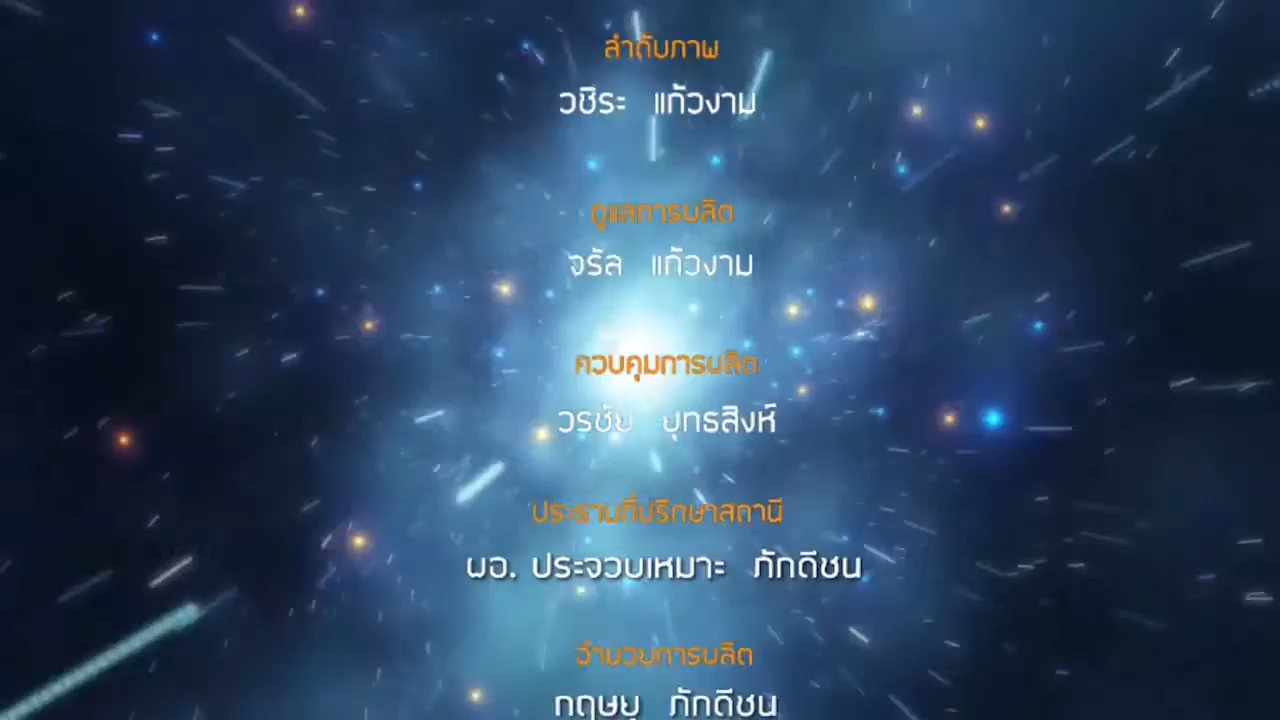 ลำดับภาพ
วชิระ แก้วงาม
ดูแลการผลิต
จรัล แก้วงาม
ควบคุมการผลิต
วรชัย ยุทธสิงห์
ประธานที่ปรึกษาสถานี
ผอ. ประจวบเหมาะ ภักดีชน
อำนวยการผลิต
กฤษยุ ภักดีชน